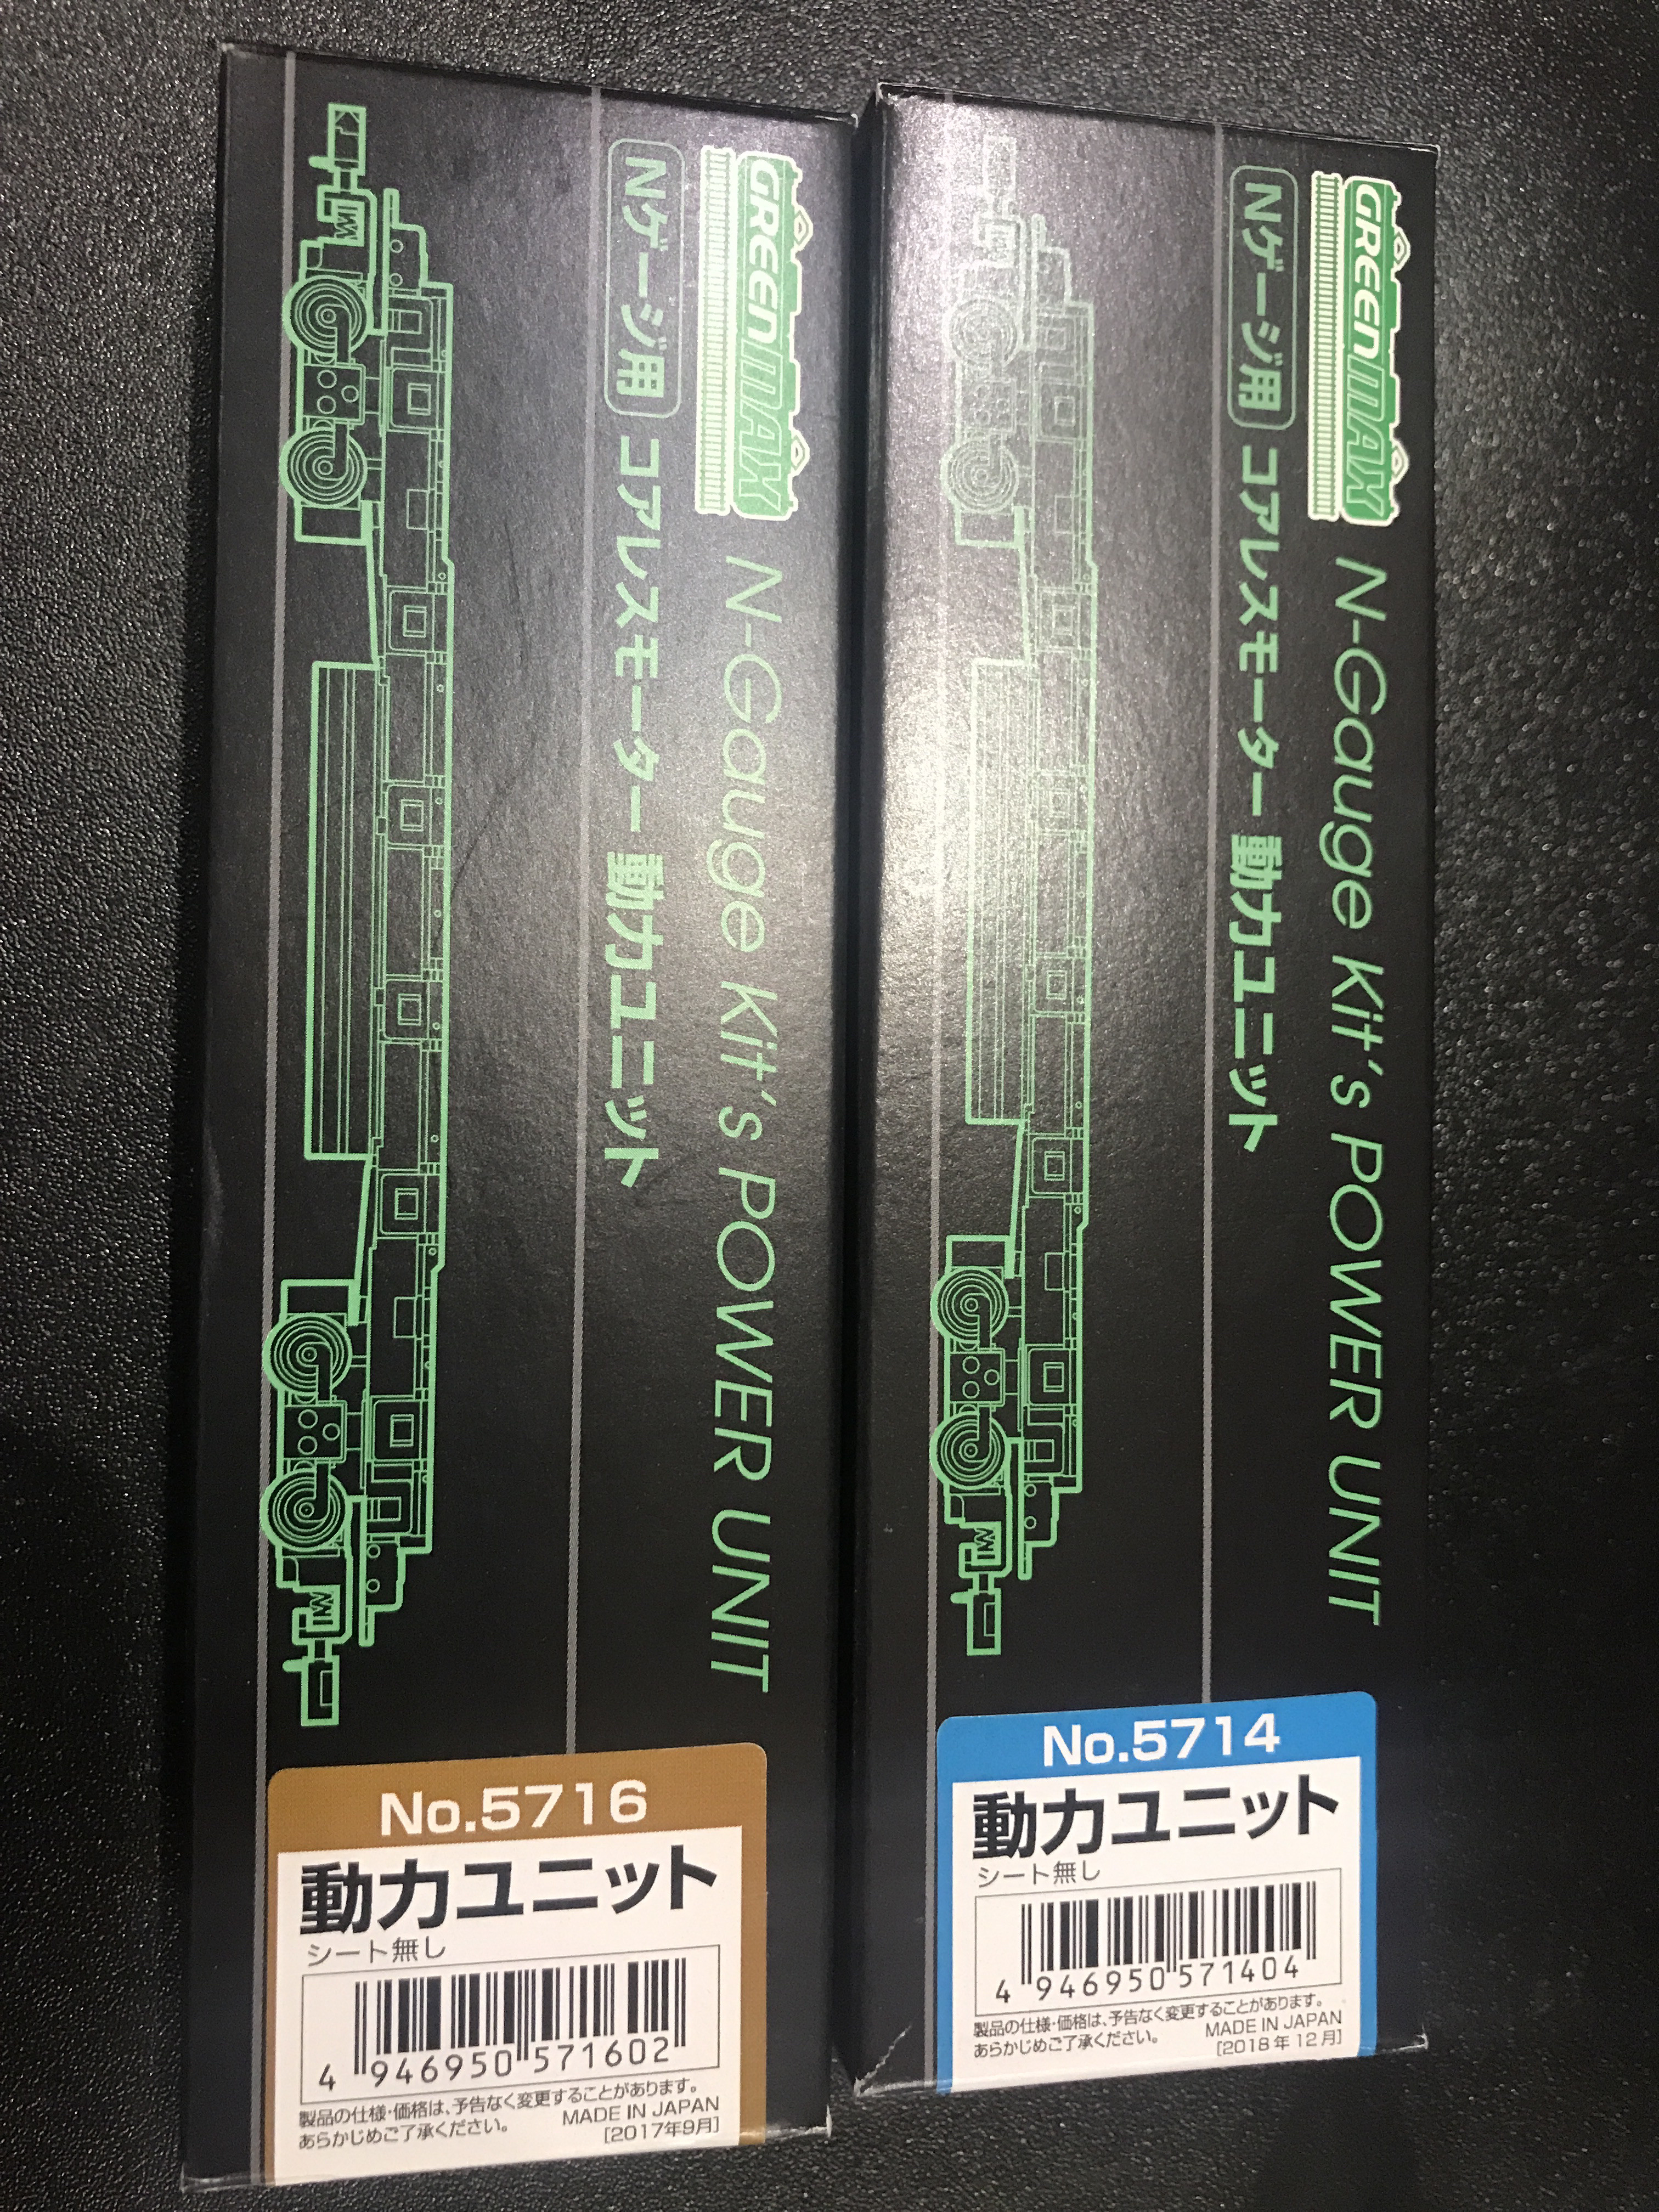 GREENMAX
N-Gauge Kit's POWER UNIT
Nゲージ用 コアレスモーター 動力ユニット
No.5716
動力ユニット
シート無し
4 946950 571602
製品の仕様・価格は、予告なく変更することがあります。
あらかじめご了承ください。 MADE IN JAPAN
[2017年9月]
GREENMAX
N-Gauge Kit's POWER UNIT
Nゲージ用 コアレスモーター 動力ユニット
No.5714
動力ユニット
シート無し
4 946950 571404
製品の仕様・価格は、予告なく変更することがあります。
あらかじめご了承ください。 MADE IN JAPAN
[2018年12月]